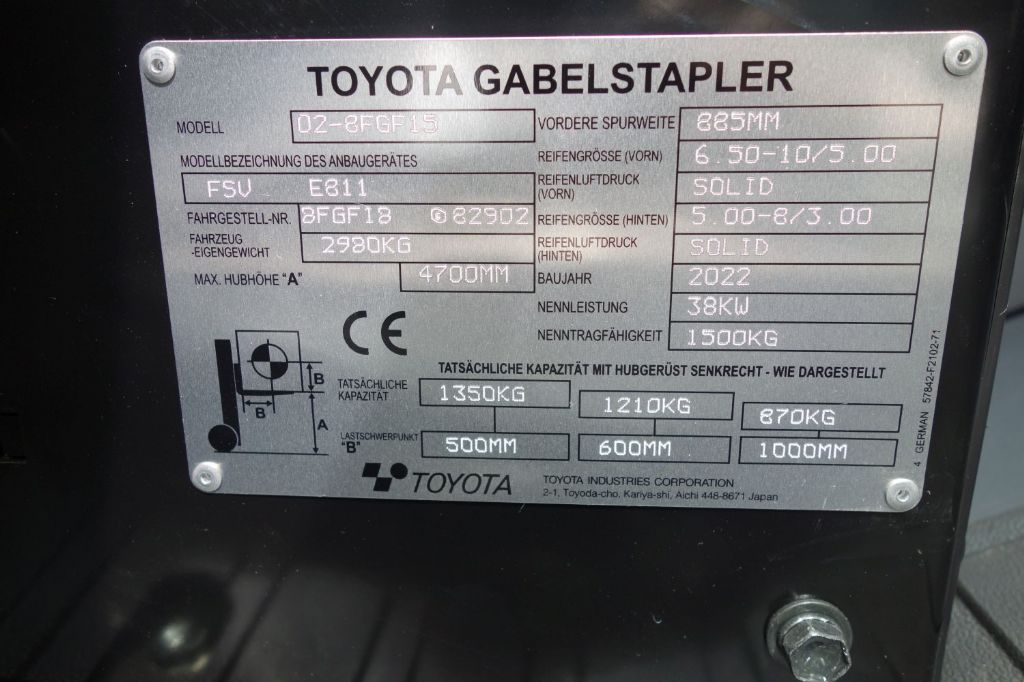 TOYOTA GABELSTAPLER
MODELL 02-8FGF15
MODELLBEZEICHNUNG DES ANBAUGERÄTES
FSV E811
FAHRGESTELL-NR. 8FGF18 82902
FAHRZEUG -EIGENGEWICHT 2980KG
MAX. HUBHÖHE "A" 4700MM
VORDERE SPURWEITE 885MM
REIFENGRÖSSE (VORN) 6.50-10/5.00
REIFENLUFTDRUCK (VORN) SOLID
REIFENGRÖSSE (HINTEN) 5.00-8/3.00
REIFENLUFTDRUCK (HINTEN) SOLID
BAUJAHR 2022
NENNLEISTUNG 38KW
NENNTRAGFÄHIGKEIT 1500KG
CE
B
B
A
TATSÄCHLICHE KAPAZITÄT MIT HUBGERÜST SENKRECHT - WIE DARGESTELLT
TATSÄCHLICHE KAPAZITÄT 1350KG 1210KG 870KG
LASTSCHWERPUNKT "B" 500MM 600MM 1000MM
TOYOTA
TOYOTA INDUSTRIES CORPORATION
2-1, Toyoda-cho, Kariya-shi, Aichi 448-8671 Japan
4 GERMAN 57842-F2102-71